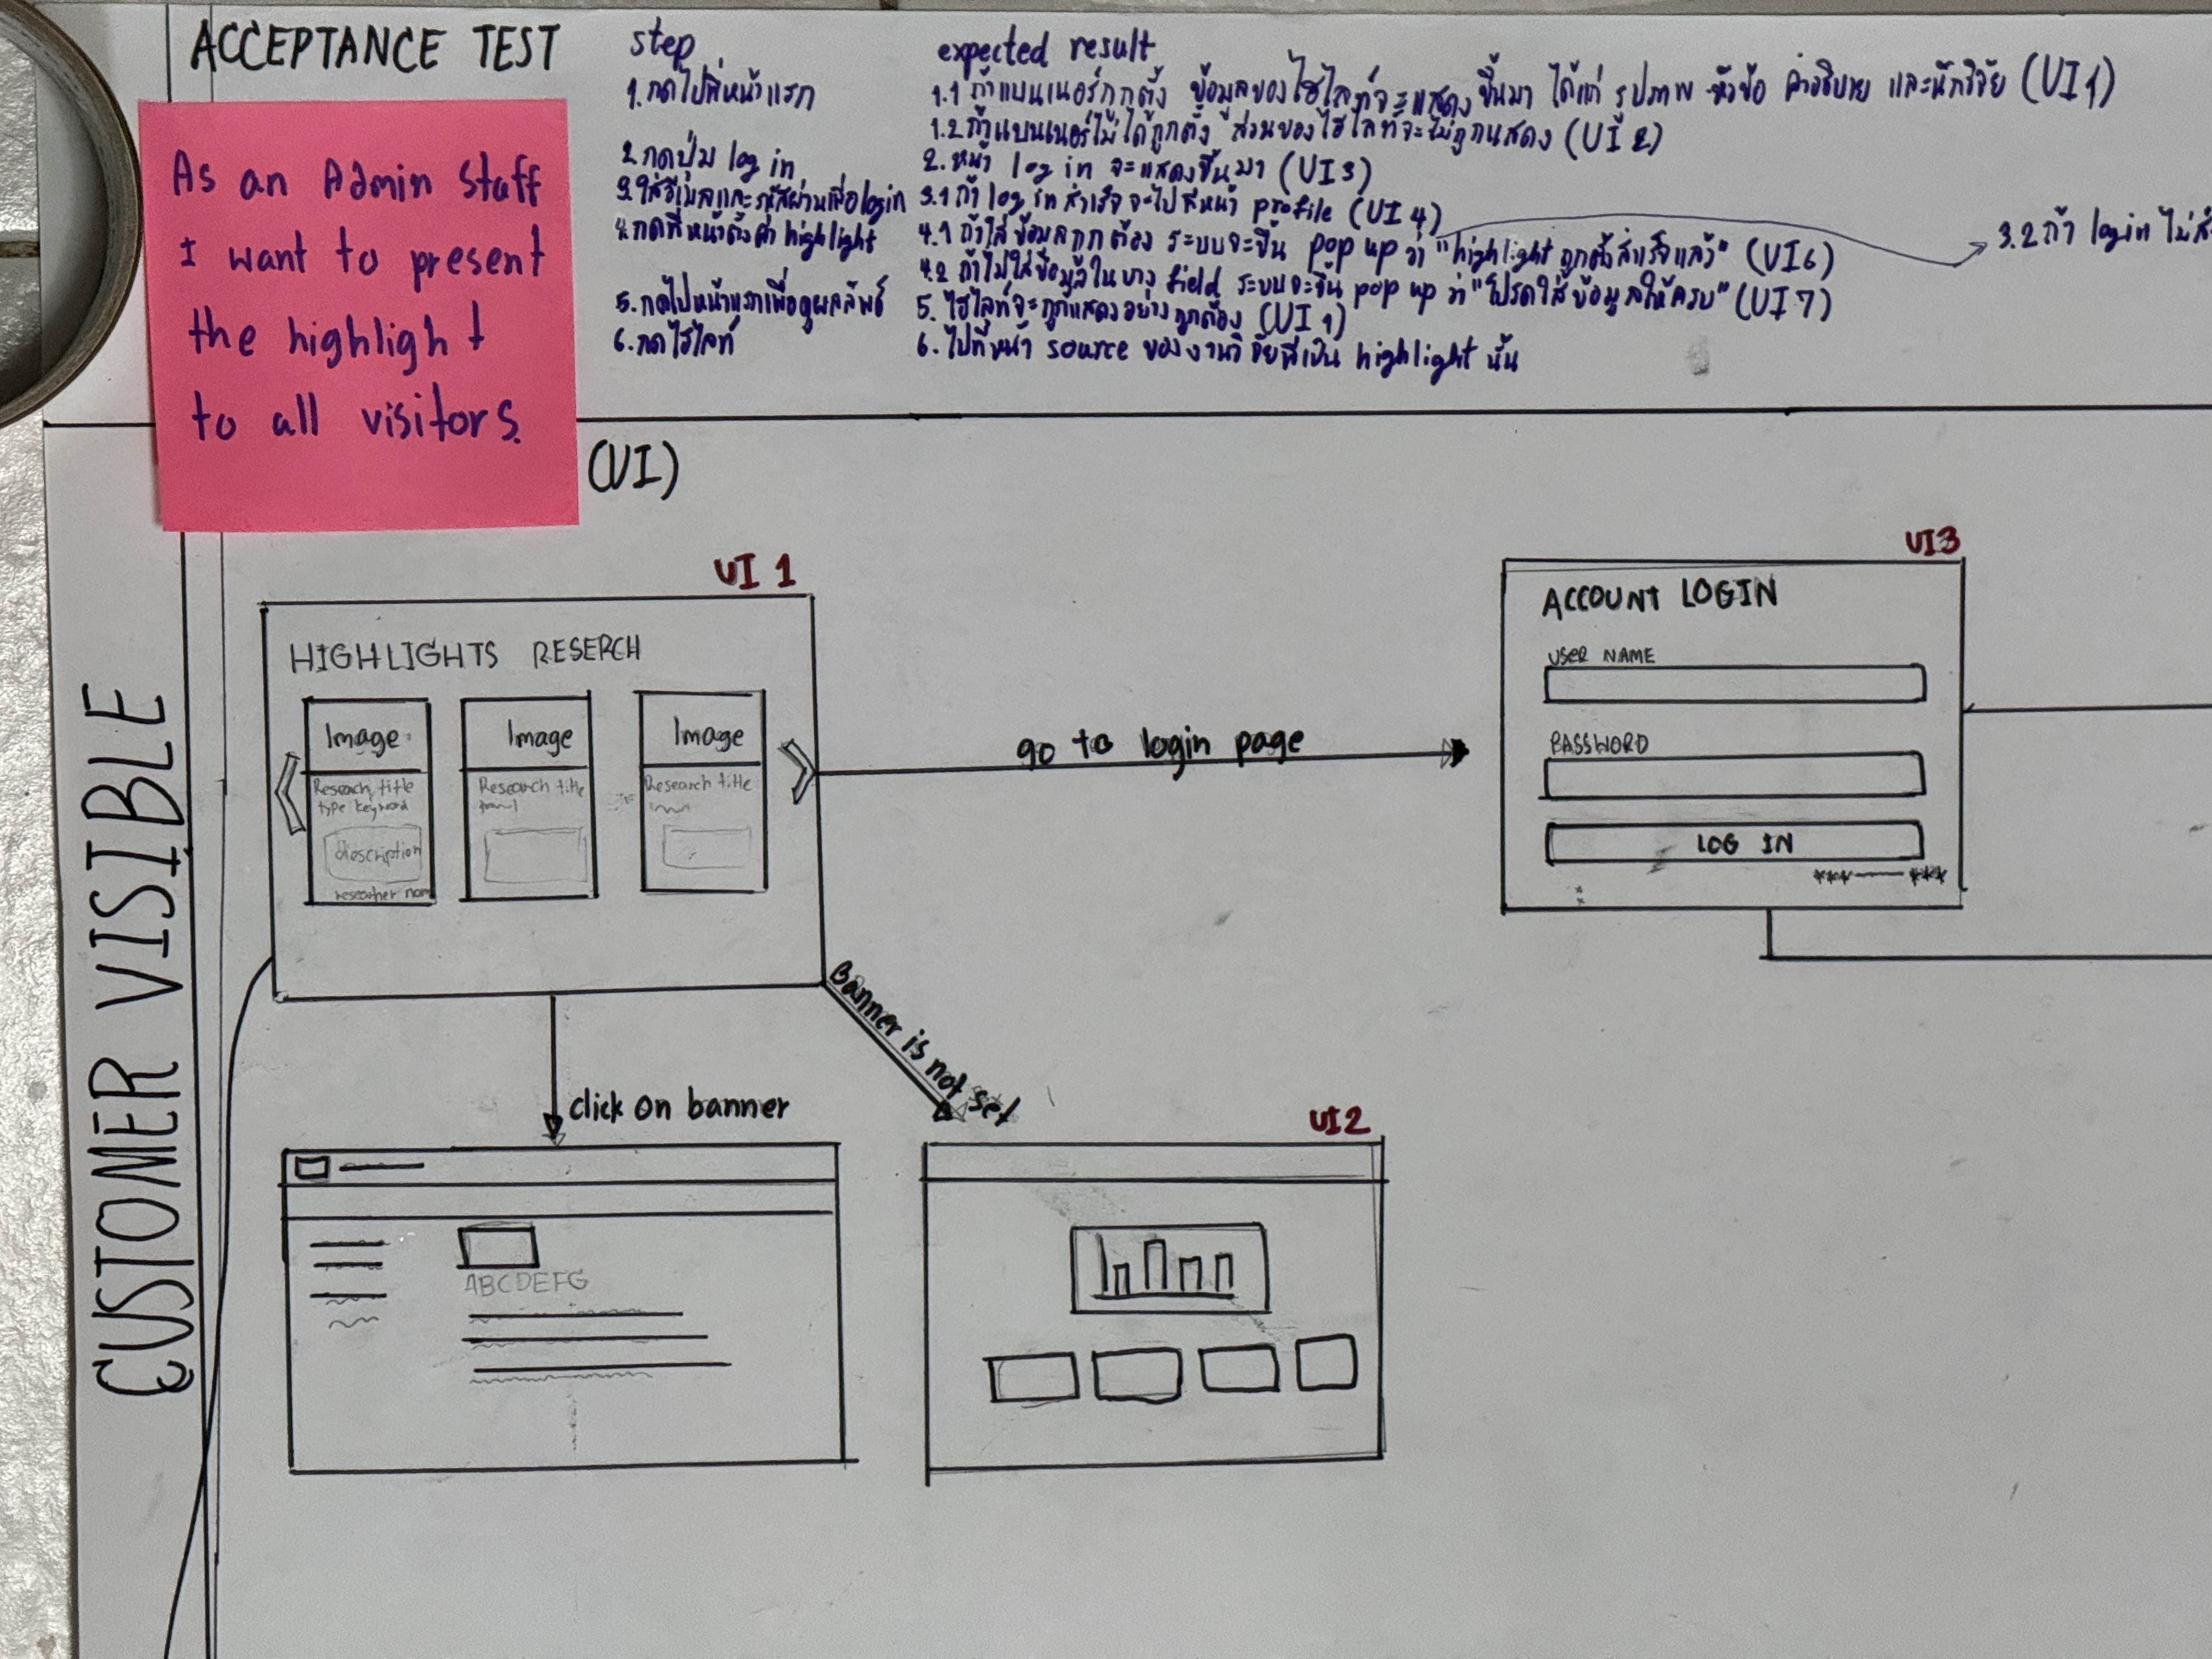 ACCEPTANCE TEST
As an Admin Staff
I want to present
the highlight
to all visitors.
step
1. กดไปที่หน้าแรก
2. กดปุ่ม log in
3. ใส่อีเมลและรหัสผ่านเพื่อ login
4. กดที่หน้าตั้งค่า highlight
5. กดไปหน้าแรกเพื่อดูผลลัพธ์
6. กดไฮไลท์
expected result
1.1 ถ้าแบนเนอร์ถูกตั้ง ข้อมูลของไฮไลท์จะแสดงขึ้นมา ได้แก่ รูปภาพ หัวข้อ คำอธิบาย และนักวิจัย (UI 1)
1.2 ถ้าแบนเนอร์ไม่ได้ถูกตั้ง ส่วนของไฮไลท์จะไม่ถูกแสดง (UI 2)
2. หน้า log in จะแสดงขึ้นมา (UI 3)
3.1 ถ้า log in สำเร็จ จะไปที่หน้า profile (UI 4)
3.2 ถ้า login ไม่
4.1 ถ้าใส่ข้อมูลถูกต้อง ระบบจะขึ้น pop up ว่า "highlight ถูกตั้งสำเร็จแล้ว" (UI 6)
4.2 ถ้าไม่ใส่ข้อมูลในบาง field ระบบจะขึ้น pop up ว่า "โปรดใส่ข้อมูลให้ครบ" (UI 7)
5. ไฮไลท์จะถูกแสดงอย่างถูกต้อง (UI 1)
6. ไปที่หน้า source ของงานวิจัยที่เป็น highlight นั้น
(UI)
CUSTOMER VISIBLE
UI 1
HIGHLIGHTS RESERCH
Image
Research title
type keyword
description
researcher nam
Image
Research title
Image
Research title
go to login page
UI3
ACCOUNT LOGIN
USER NAME
PASSWORD
LOG IN
*** ***
Banner is not set
click on banner
ABCDEFG
UI2